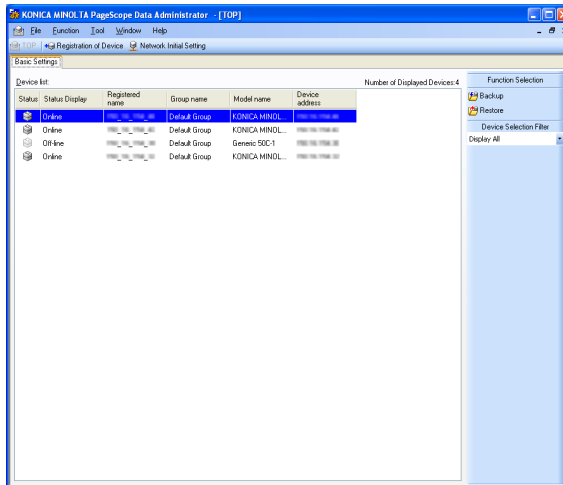 KONICA MINOLTA PageScope Data Administrator - [TOP]
File Function Tool Window Help
TOP Registration of Device Network Initial Setting
Basic Settings
Device list: Number of Displayed Devices:4
Function Selection
Backup
Restore
Device Selection Filter
Display All
Status Status Display Registered name Group name Model name Device address
Online Default Group KONICA MINOL...
Online Default Group KONICA MINOL...
Off-line Default Group Generic 50C-1
Online Default Group KONICA MINOL...